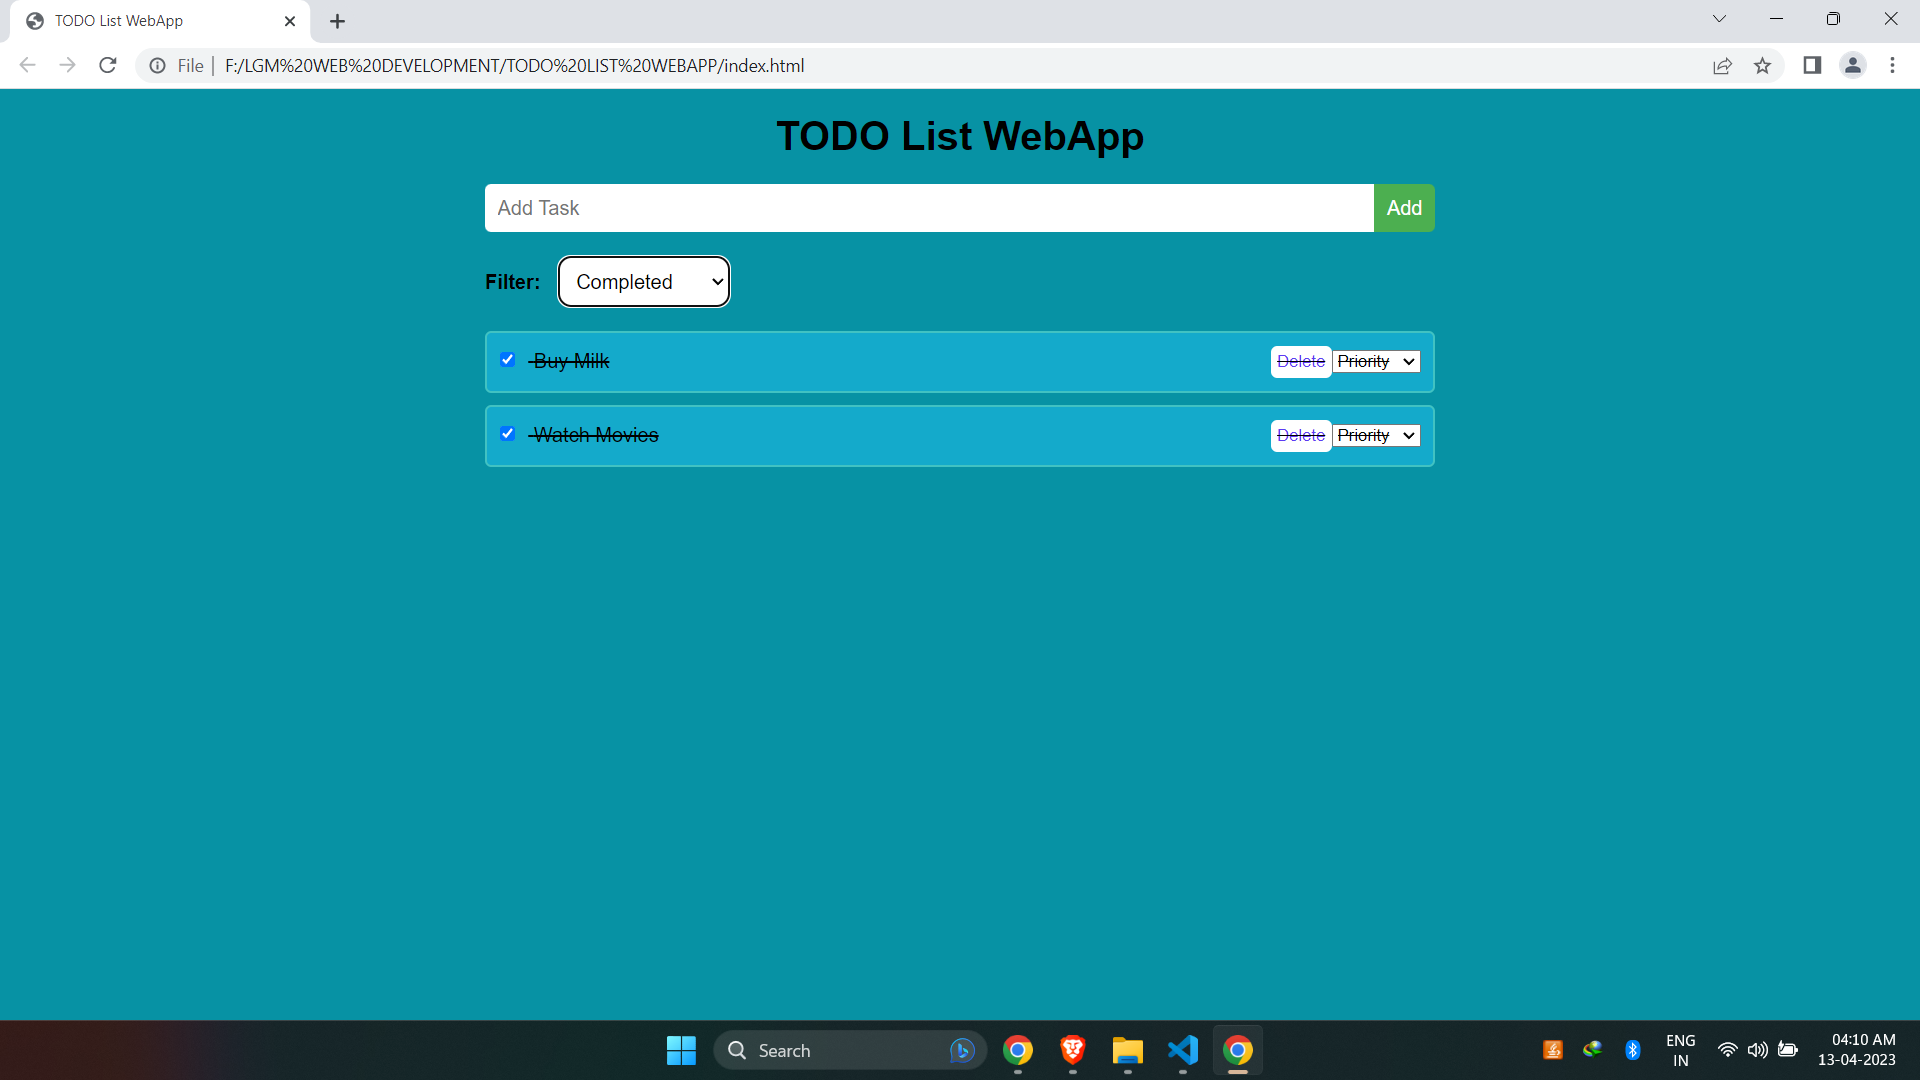 TODO List WebApp
File | F:/LGM%20WEB%20DEVELOPMENT/TODO%20LIST%20WEBAPP/index.html
TODO List WebApp
Add Task Add
Filter: Completed
Buy Milk Delete Priority
Watch Movies Delete Priority
Search ENG 04:10 AM
IN 13-04-2023